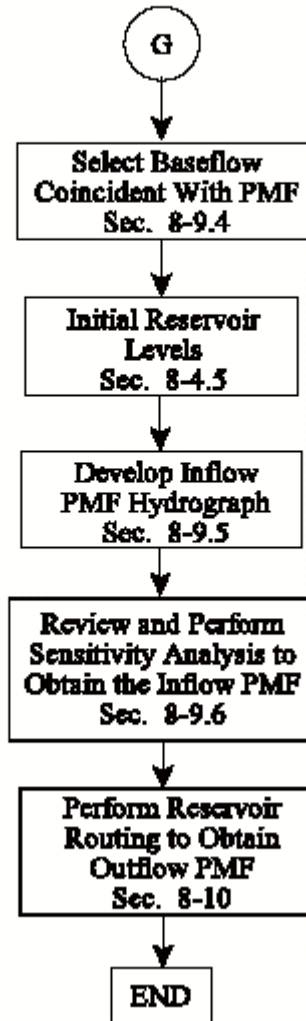 G
Select Baseflow
Coincident With PMF
Sec. 8-9.4
Initial Reservoir
Levels
Sec. 8-4.5
Develop Inflow
PMF Hydrograph
Sec. 8-9.5
Review and Perform
Sensitivity Analysis to
Obtain the Inflow PMF
Sec. 8-9.6
Perform Reservoir
Routing to Obtain
Outflow PMF
Sec. 8-10
END